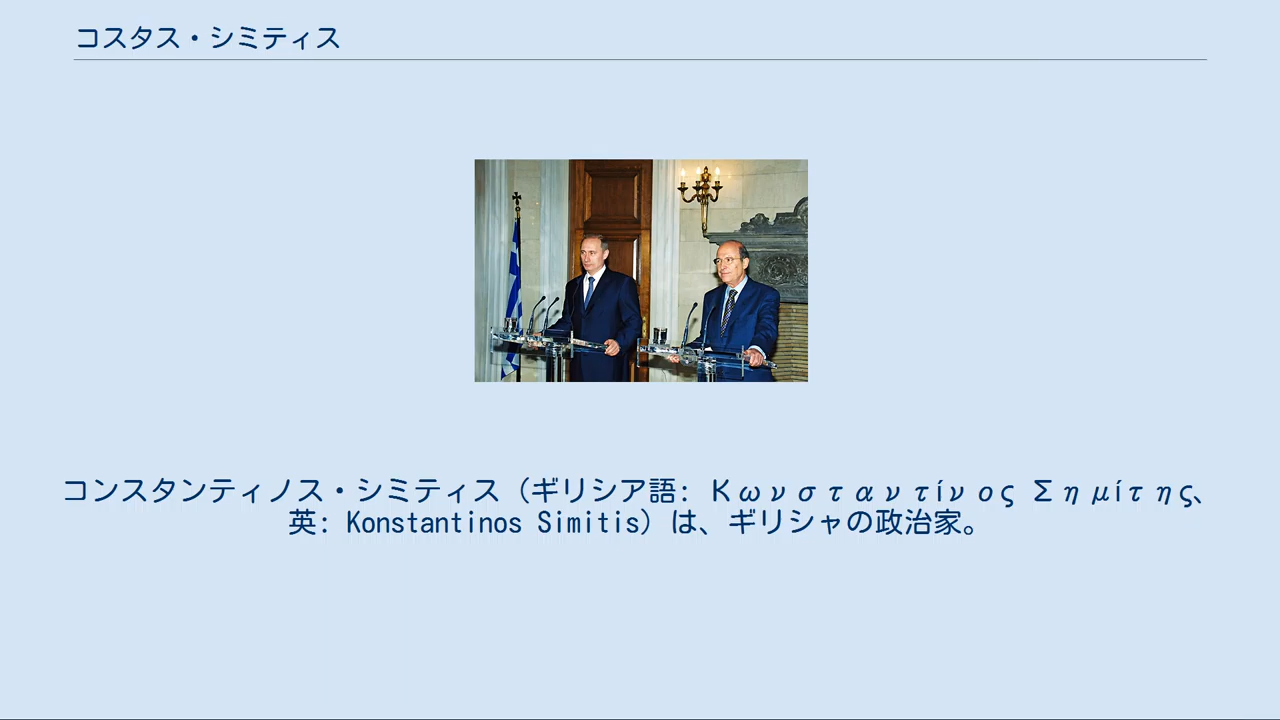 コスタス・シミティス
コンスタンティノス・シミティス（ギリシア語: Κωνσταντίνος Σημίτης、
英: Konstantinos Simitis）は、ギリシャの政治家。